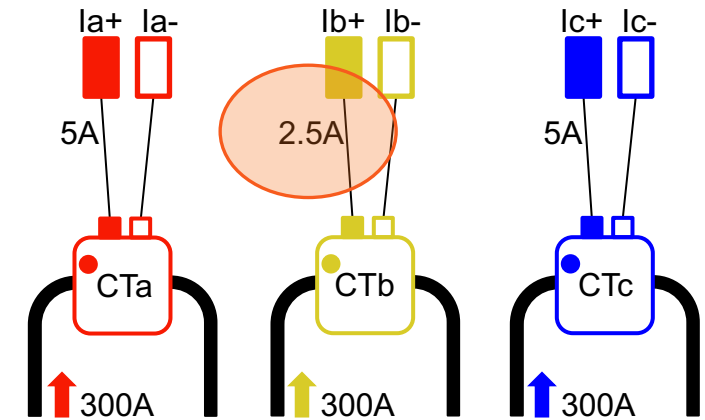 Ia+ Ia- Ib+ Ib- Ic+ Ic-
5A 2.5A 5A
CTa CTb CTc
300A 300A 300A